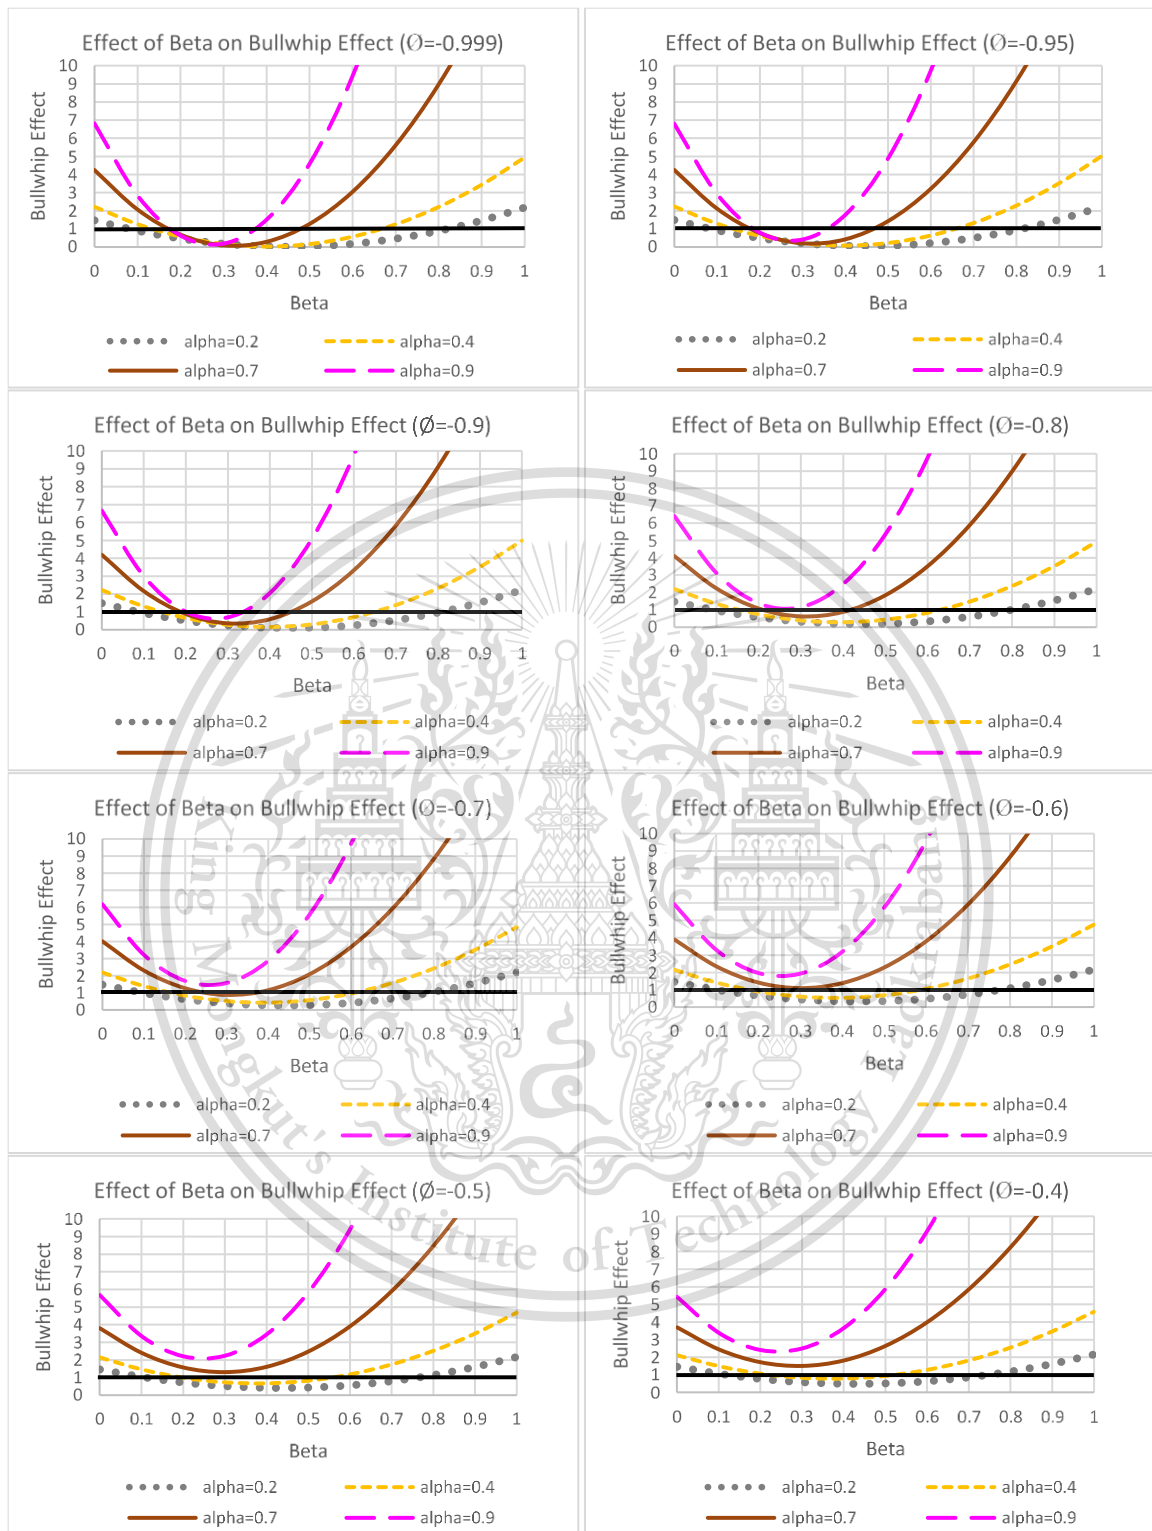 Effect of Beta on Bullwhip Effect (Ø=-0.999)
Bullwhip Effect
10
9
8
7
6
5
4
3
2
1
0
0 0.1 0.2 0.3 0.4 0.5 0.6 0.7 0.8 0.9 1
Beta
alpha=0.2 alpha=0.4
alpha=0.7 alpha=0.9
Effect of Beta on Bullwhip Effect (Ø=-0.95)
Bullwhip Effect
10
9
8
7
6
5
4
3
2
1
0
0 0.1 0.2 0.3 0.4 0.5 0.6 0.7 0.8 0.9 1
Beta
alpha=0.2 alpha=0.4
alpha=0.7 alpha=0.9
Effect of Beta on Bullwhip Effect (Ø=-0.9)
Bullwhip Effect
10
9
8
7
6
5
4
3
2
1
0
0 0.1 0.2 0.3 0.4 0.5 0.6 0.7 0.8 0.9 1
Beta
alpha=0.2 alpha=0.4
alpha=0.7 alpha=0.9
Effect of Beta on Bullwhip Effect (Ø=-0.8)
Bullwhip Effect
10
9
8
7
6
5
4
3
2
1
0
0 0.1 0.2 0.3 0.4 0.5 0.6 0.7 0.8 0.9 1
Beta
alpha=0.2 alpha=0.4
alpha=0.7 alpha=0.9
Effect of Beta on Bullwhip Effect (Ø=-0.7)
Bullwhip Effect
10
9
8
7
6
5
4
3
2
1
0
0 0.1 0.2 0.3 0.4 0.5 0.6 0.7 0.8 0.9 1
Beta
alpha=0.2 alpha=0.4
alpha=0.7 alpha=0.9
Effect of Beta on Bullwhip Effect (Ø=-0.6)
Bullwhip Effect
10
9
8
7
6
5
4
3
2
1
0
0 0.1 0.2 0.3 0.4 0.5 0.6 0.7 0.8 0.9 1
Beta
alpha=0.2 alpha=0.4
alpha=0.7 alpha=0.9
Effect of Beta on Bullwhip Effect (Ø=-0.5)
Bullwhip Effect
10
9
8
7
6
5
4
3
2
1
0
0 0.1 0.2 0.3 0.4 0.5 0.6 0.7 0.8 0.9 1
Beta
alpha=0.2 alpha=0.4
alpha=0.7 alpha=0.9
Effect of Beta on Bullwhip Effect (Ø=-0.4)
Bullwhip Effect
10
9
8
7
6
5
4
3
2
1
0
0 0.1 0.2 0.3 0.4 0.5 0.6 0.7 0.8 0.9 1
Beta
alpha=0.2 alpha=0.4
alpha=0.7 alpha=0.9
King Mongkut's Institute of Technology Ladkrabang